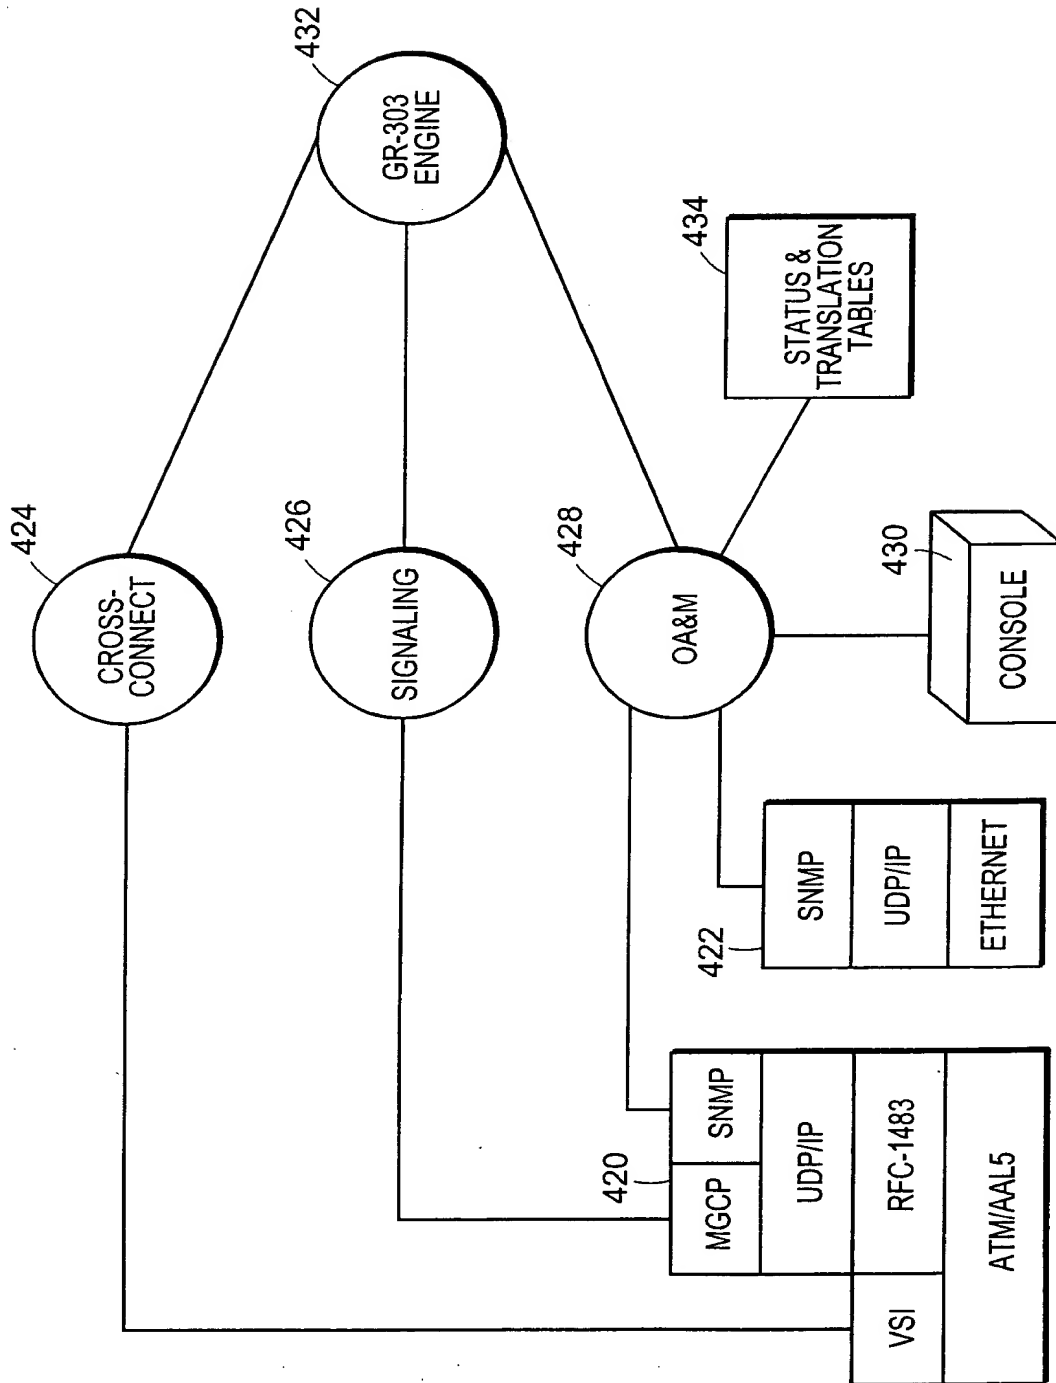 432
GR-303
ENGINE
424
CROSS-
CONNECT
426
SIGNALING
428
OA&M
434
STATUS &
TRANSLATION
TABLES
430
CONSOLE
420
MGCP
SNMP
UDP/IP
VSI
RFC-1483
ATM/AAL5
422
SNMP
UDP/IP
ETHERNET